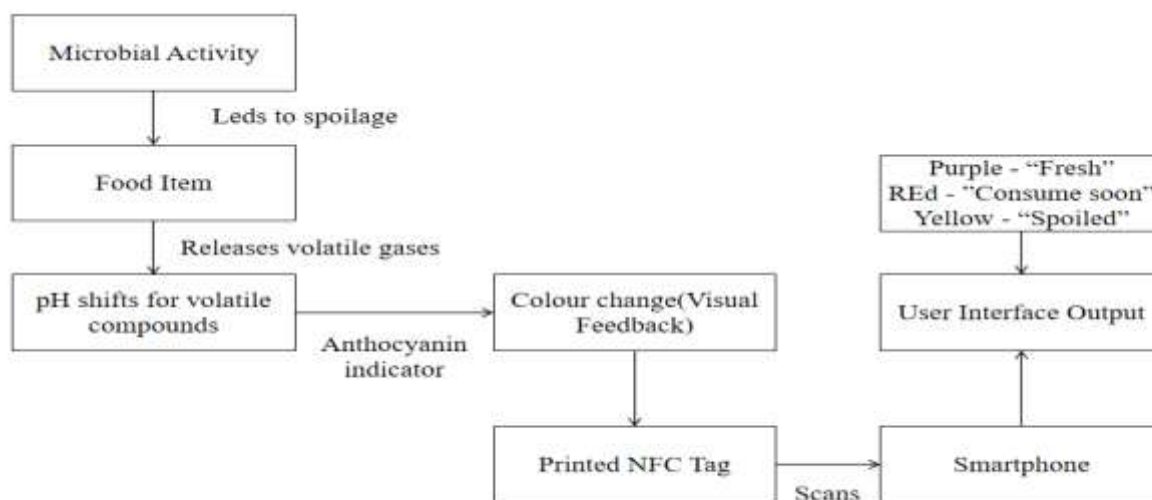 Microbial Activity
Leds to spoilage
Food Item
Releases volatile gases
pH shifts for volatile
compounds
Anthocyanin
indicator
Colour change(Visual
Feedback)
Printed NFC Tag
Scans
Smartphone
Purple - “Fresh”
REd - ”Consume soon”
Yellow - “Spoiled”
User Interface Output